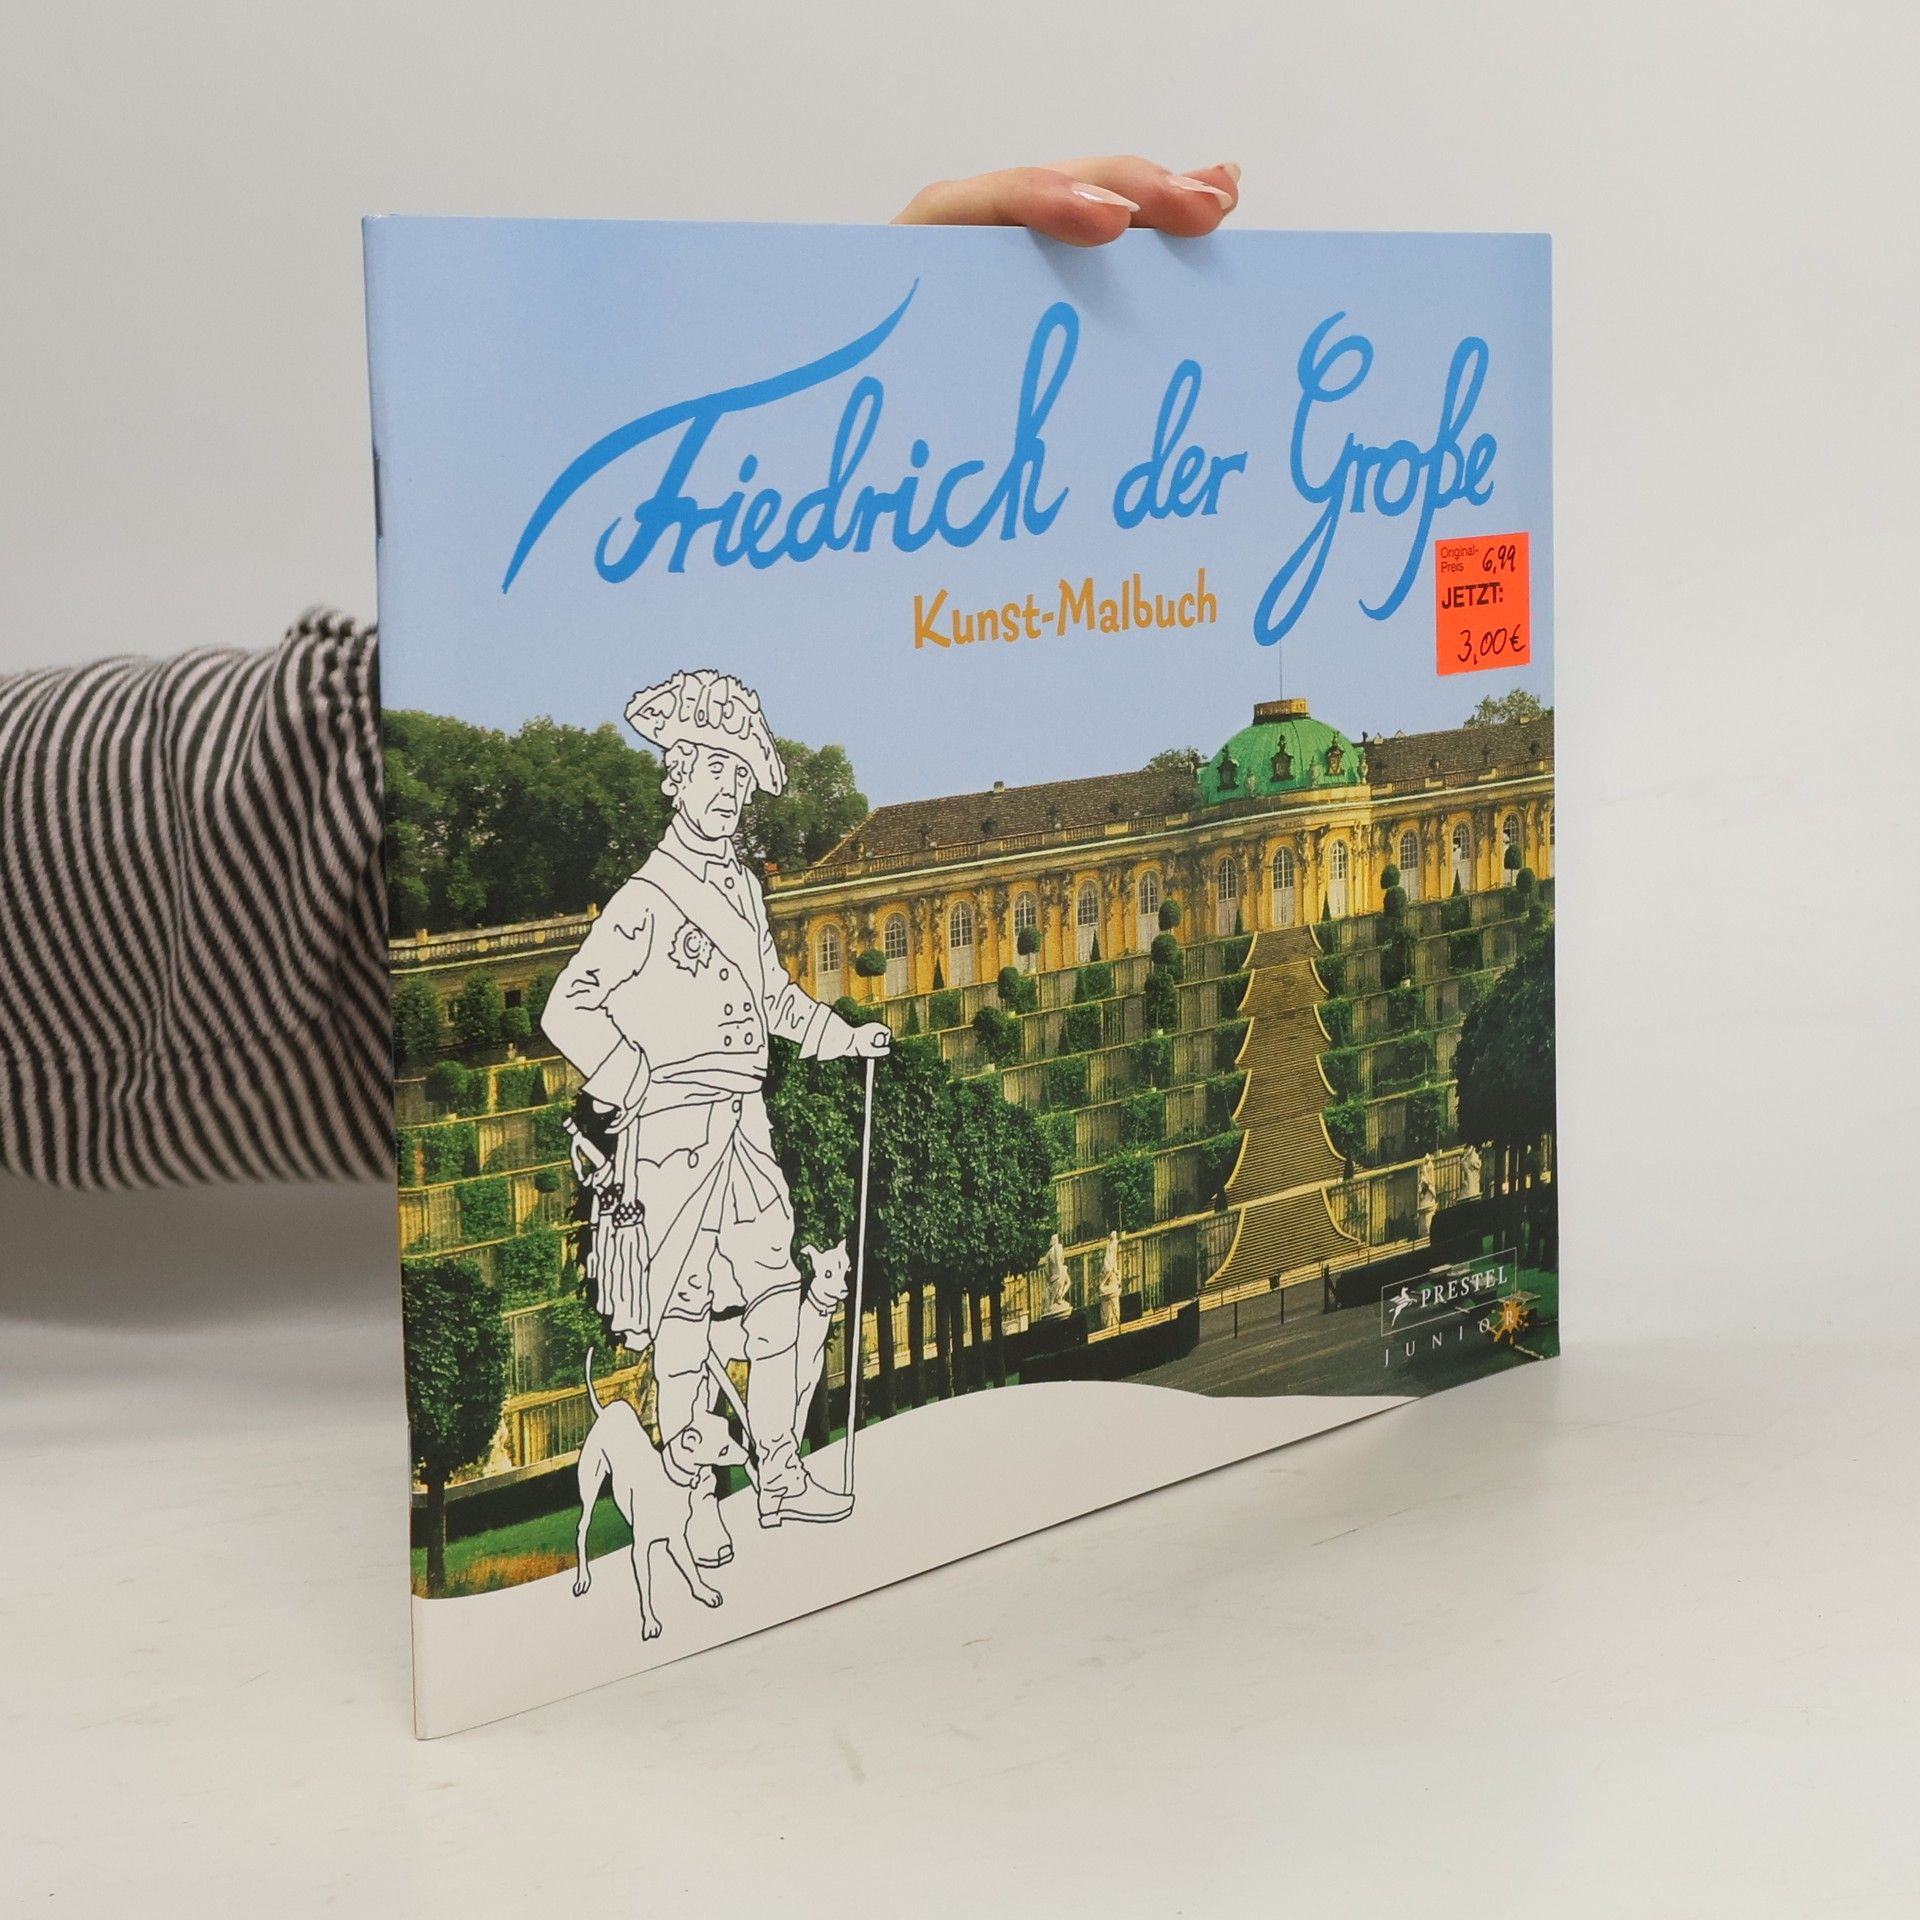 Friedrich der Große
Kunst-Malbuch
Original-
Preis 6,99
JETZT:
3,00€
PRESTEL
JUNIOR